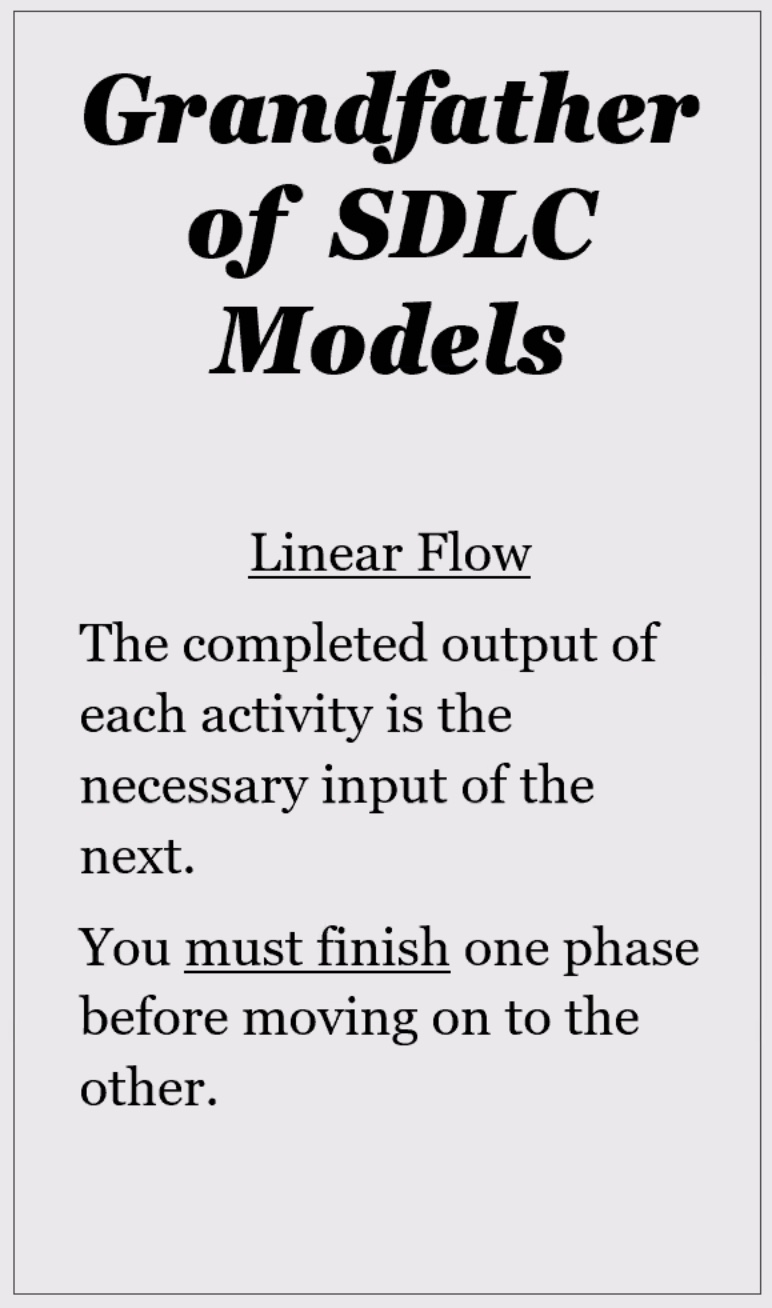 Grandfather
of SDLC
Models
Linear Flow
The completed output of
each activity is the
necessary input of the
next.
You must finish one phase
before moving on to the
other.